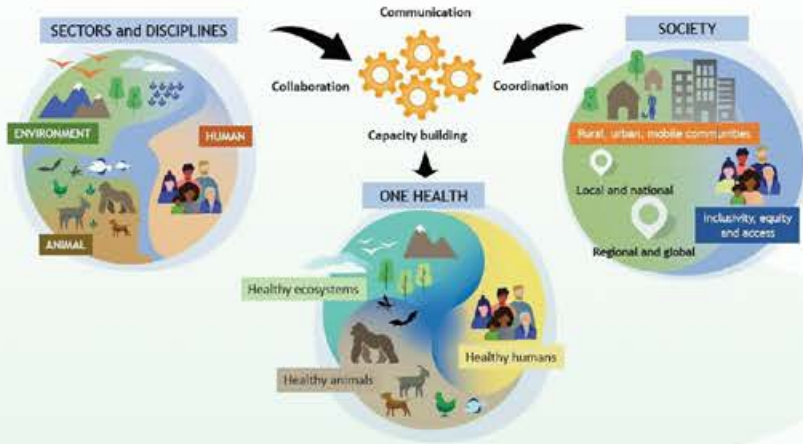 Communication
SECTORS and DISCIPLINES
SOCIETY
Collaboration
Coordination
Capacity building
ENVIRONMENT
HUMAN
ANIMAL
Rural, urban, mobile communities
Local and national
Inclusivity, equity
and access
Regional and global
ONE HEALTH
Healthy ecosystems
Healthy humans
Healthy animals